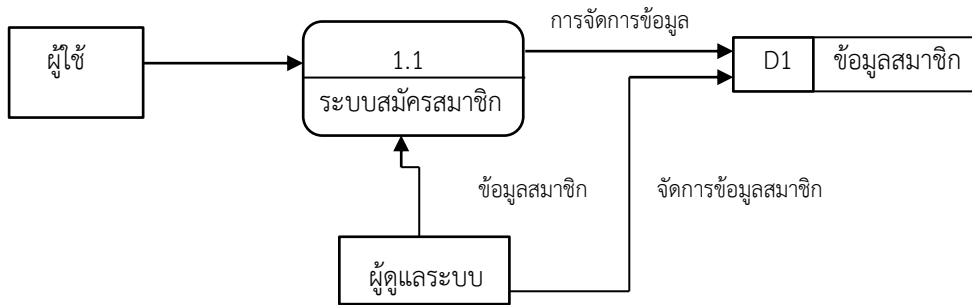 การจัดการข้อมูล
ผู้ใช้
1.1
ระบบสมัครสมาชิก
D1
ข้อมูลสมาชิก
ข้อมูลสมาชิก
จัดการข้อมูลสมาชิก
ผู้ดูแลระบบ